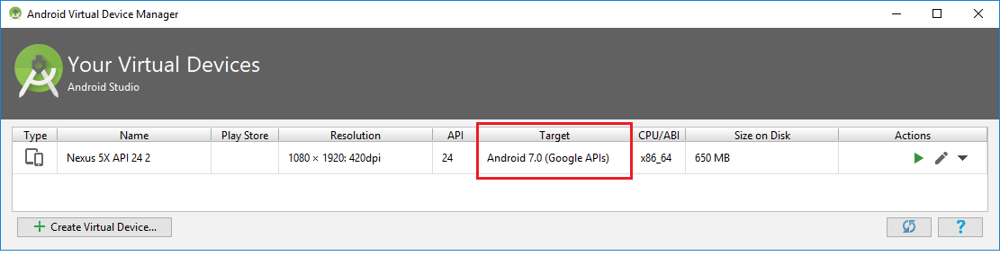 Android Virtual Device Manager
Your Virtual Devices
Android Studio
Type Name Play Store Resolution API Target CPU/ABI Size on Disk Actions
Nexus 5X API 24 2 1080 × 1920: 420dpi 24 Android 7.0 (Google APIs) x86_64 650 MB
+ Create Virtual Device... ?